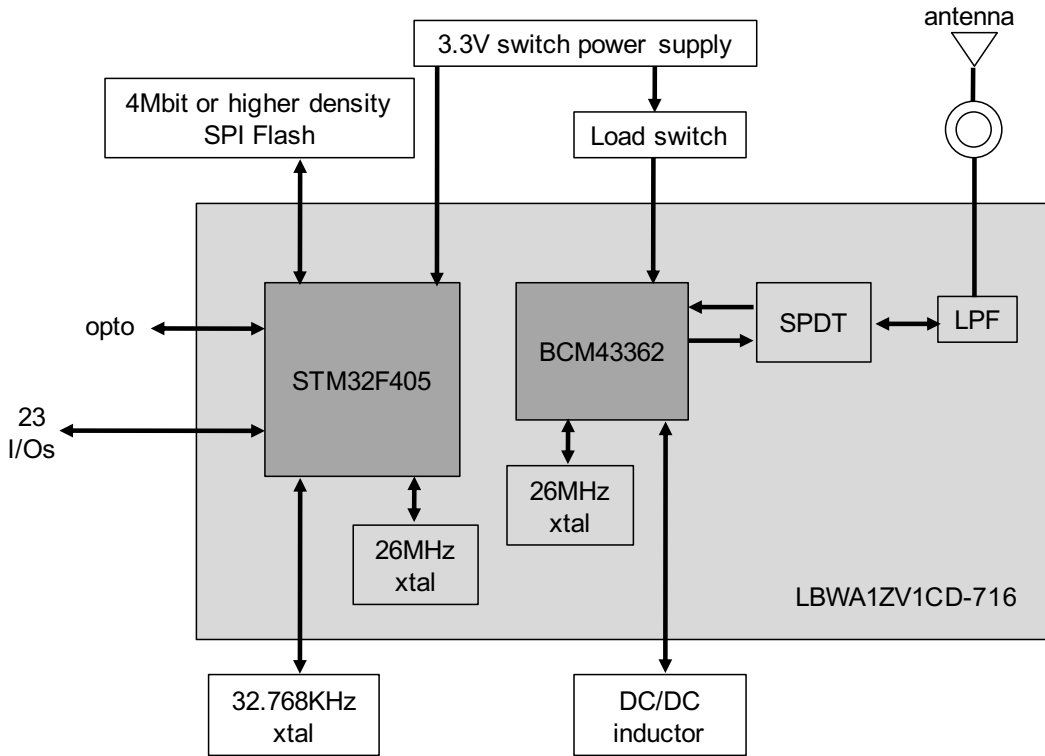 antenna
3.3V switch power supply
4Mbit or higher density
SPI Flash
Load switch
opto
STM32F405
BCM43362
SPDT
LPF
23
I/Os
26MHz
xtal
26MHz
xtal
LBWA1ZV1CD-716
32.768KHz
xtal
DC/DC
inductor